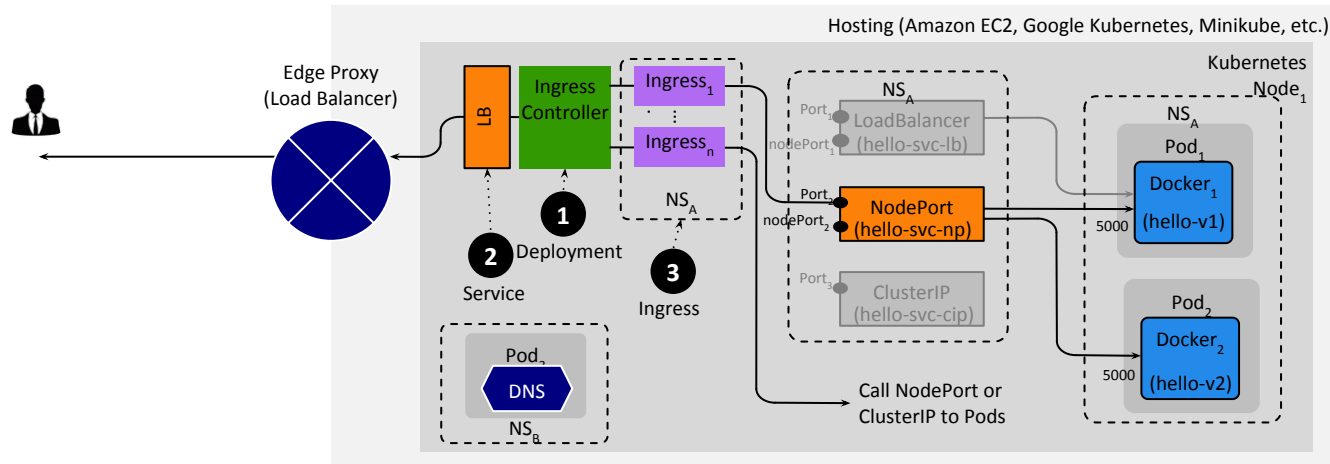 Hosting (Amazon EC2, Google Kubernetes, Minikube, etc.)
Kubernetes
Node1
Edge Proxy
(Load Balancer)
LB
Ingress
Controller
Ingress1
...
Ingressn
NSA
1
Deployment
2
Service
3
Ingress
Pod3
DNS
NSB
NSA
Port1
nodePort1
LoadBalancer
(hello-svc-lb)
Port2
nodePort2
NodePort
(hello-svc-np)
Port3
ClusterIP
(hello-svc-cip)
Call NodePort or
ClusterIP to Pods
NSA
Pod1
Docker1
(hello-v1)
5000
Pod2
Docker2
(hello-v2)
5000